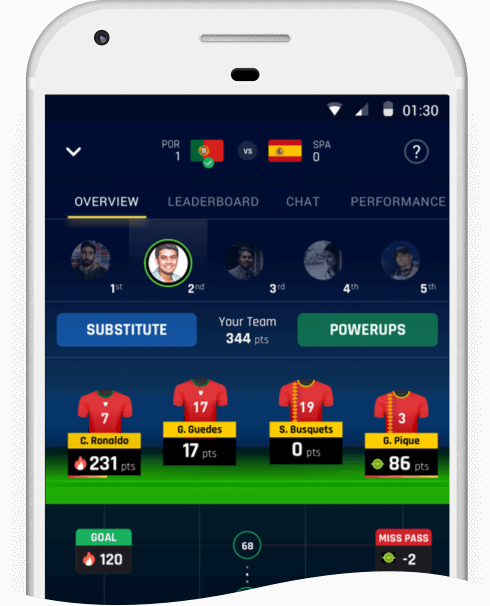 01:30
POR
1
VS
SPA
0
?
OVERVIEW LEADERBOARD CHAT PERFORMANCE
1st 2nd 3rd 4th 5th
SUBSTITUTE
Your Team
344 pts
POWERUPS
7
C. Ronaldo
231 pts
17
G. Guedes
17 pts
19
S. Busquets
0 pts
3
G. Pique
86 pts
GOAL
120
68
MISS PASS
-2